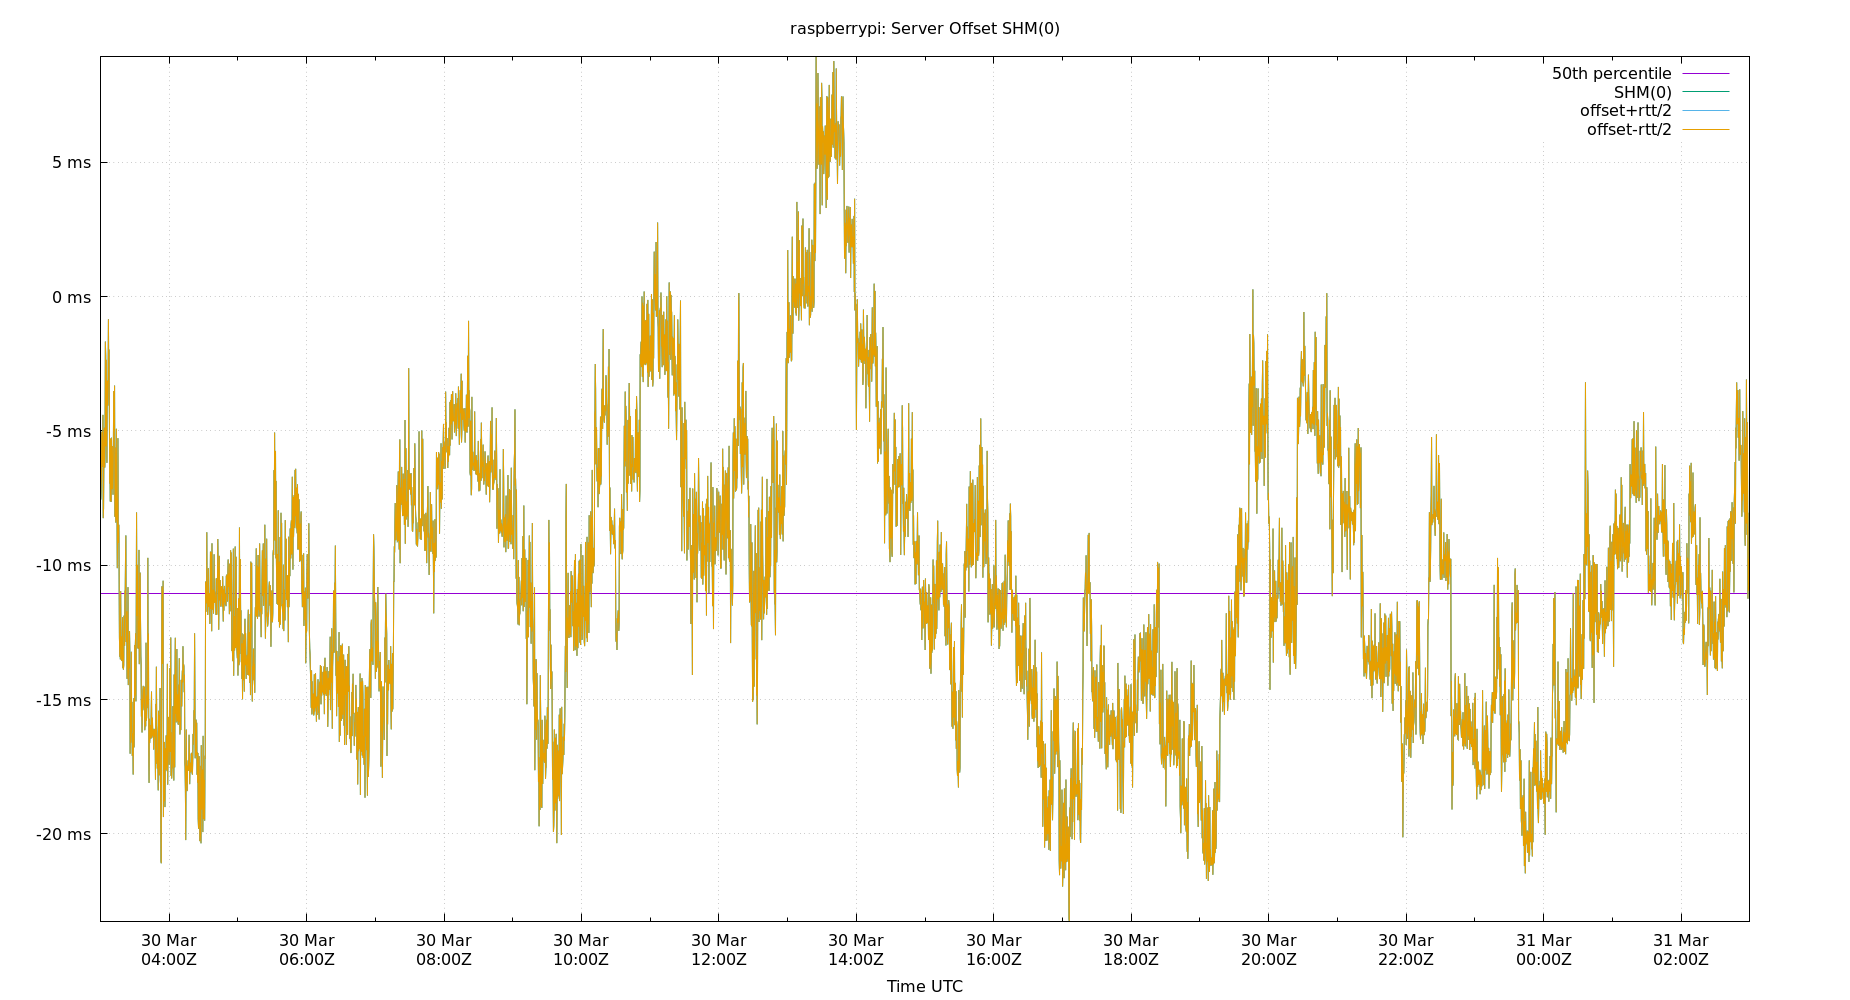 raspberrypi: Server Offset SHM(0)
50th percentile
SHM(0)
offset+rtt/2
offset-rtt/2
5 ms
0 ms
-5 ms
-10 ms
-15 ms
-20 ms
30 Mar 30 Mar 30 Mar 30 Mar 30 Mar 30 Mar 30 Mar 30 Mar 30 Mar 30 Mar 31 Mar 31 Mar
04:00Z 06:00Z 08:00Z 10:00Z 12:00Z 14:00Z 16:00Z 18:00Z 20:00Z 22:00Z 00:00Z 02:00Z
Time UTC